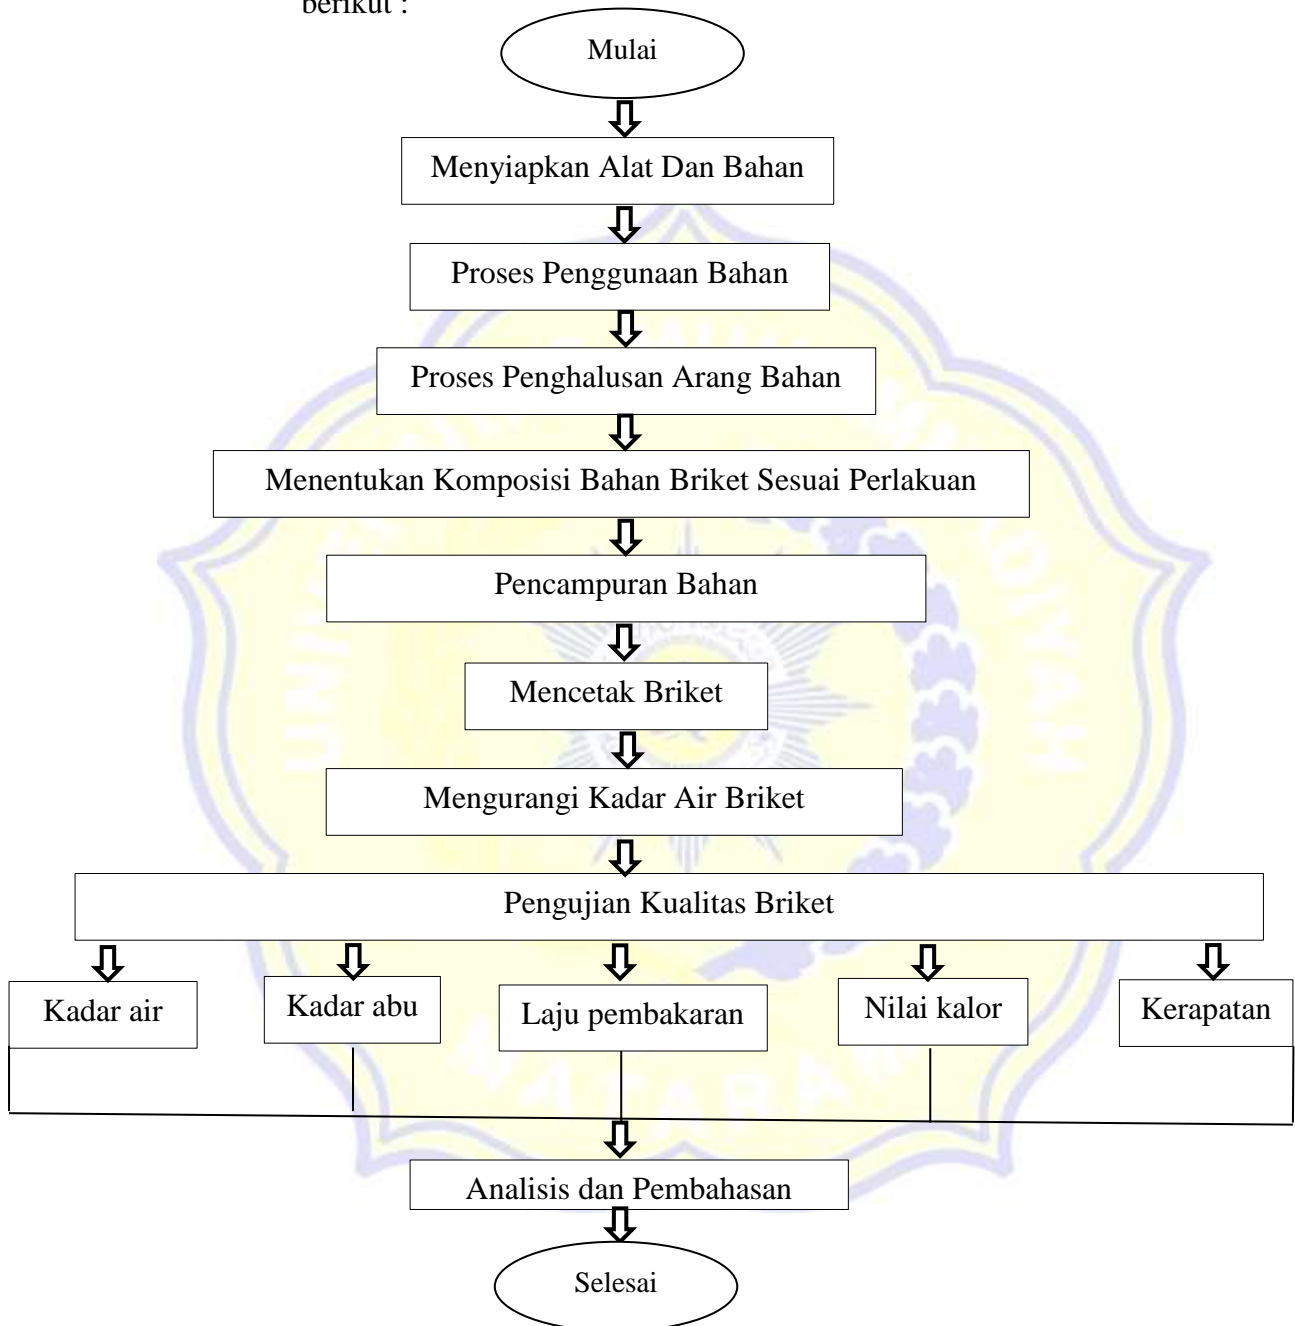 berikut :
Mulai
Menyiapkan Alat Dan Bahan
Proses Penggunaan Bahan
Proses Penghalusan Arang Bahan
Menentukan Komposisi Bahan Briket Sesuai Perlakuan
Pencampuran Bahan
Mencetak Briket
Mengurangi Kadar Air Briket
Pengujian Kualitas Briket
Kadar air
Kadar abu
Laju pembakaran
Nilai kalor
Kerapatan
MATARAM
Analisis dan Pembahasan
Selesai